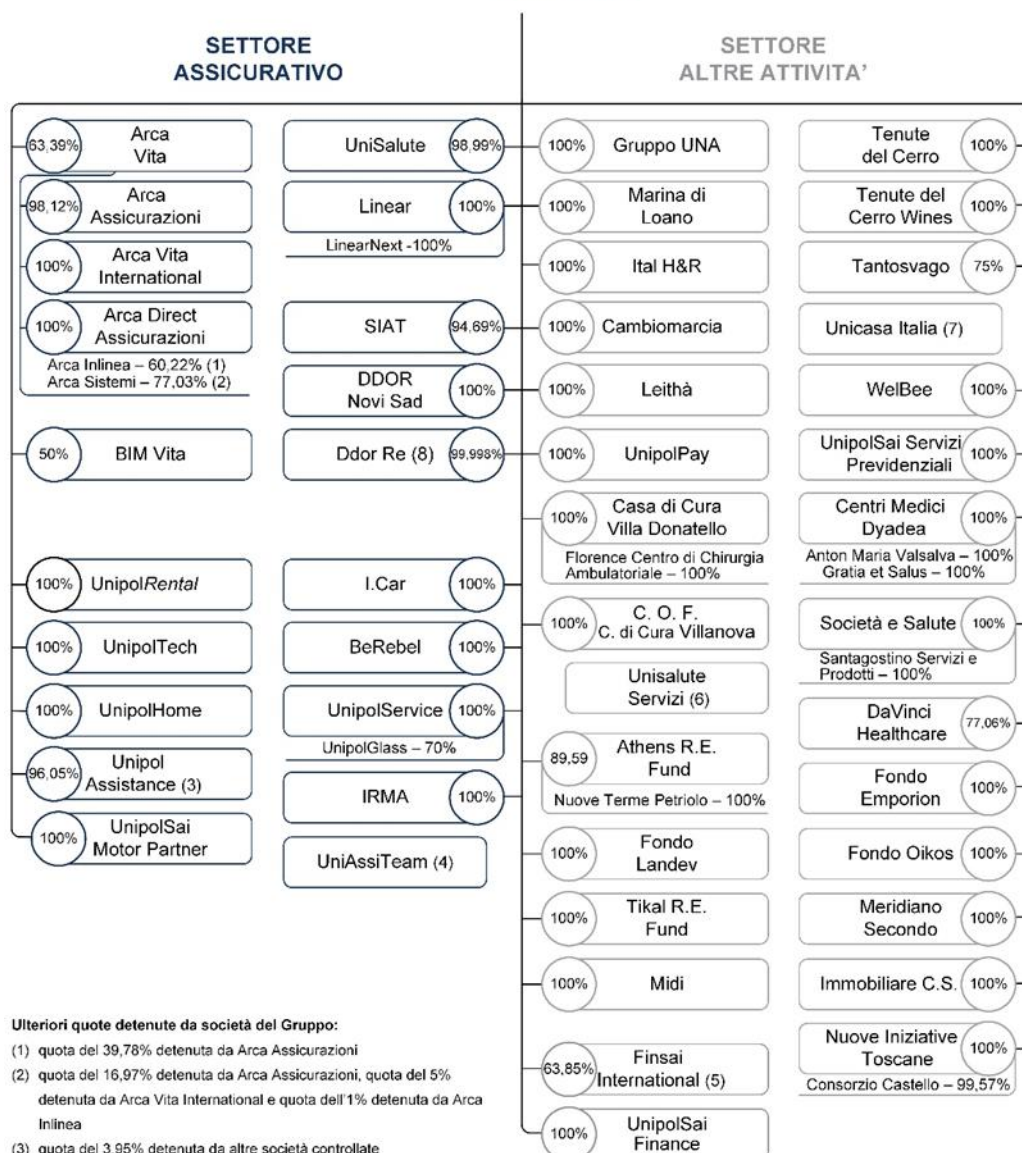 SETTORE
ASSICURATIVO
63,39%
Arca
Vita
98,12%
Arca
Assicurazioni
100%
Arca Vita
International
100%
Arca Direct
Assicurazioni
Arca Inlinea – 60,22% (1)
Arca Sistemi – 77,03% (2)
50%
BIM Vita
UniSalute
98,99%
Linear
100%
LinearNext -100%
SIAT
94,69%
DDOR
Novi Sad
100%
Ddor Re (8)
99,998%
100%
UnipolRental
100%
UnipolTech
100%
UnipolHome
96,05%
Unipol
Assistance (3)
100%
UnipolSai
Motor Partner
I.Car
100%
BeRebel
100%
UnipolService
100%
UnipolGlass – 70%
IRMA
100%
UniAssiTeam (4)
SETTORE
ALTRE ATTIVITA’
100%
Gruppo UNA
100%
Marina di
Loano
100%
Ital H&R
100%
Cambiomarcia
100%
Leithà
100%
UnipolPay
100%
Casa di Cura
Villa Donatello
Florence Centro di Chirurgia
Ambulatoriale – 100%
100%
C. O. F.
C. di Cura Villanova
Unisalute
Servizi (6)
89,59
Athens R.E.
Fund
Nuove Terme Petriolo – 100%
100%
Fondo
Landev
100%
Tikal R.E.
Fund
100%
Midi
63,85%
Finsai
International (5)
100%
UnipolSai
Finance
Tenute
del Cerro
100%
Tenute del
Cerro Wines
100%
Tantosvago
75%
Unicasa Italia (7)
WelBee
100%
UnipolSai Servizi
Previdenziali
100%
Centri Medici
Dyadea
100%
Anton Maria Valsalva – 100%
Gratia et Salus – 100%
Società e Salute
100%
Santagostino Servizi e
Prodotti – 100%
DaVinci
Healthcare
77,06%
Fondo
Emporion
100%
Fondo Oikos
100%
Meridiano
Secondo
100%
Immobiliare C.S.
100%
Nuove Iniziative
Toscane
100%
Consorzio Castello – 99,57%
Ulteriori quote detenute da società del Gruppo:
(1) quota del 39,78% detenuta da Arca Assicurazioni
(2) quota del 16,97% detenuta da Arca Assicurazioni, quota del 5%
detenuta da Arca Vita International e quota dell'1% detenuta da Arca
Inlinea
(3) quota del 3,95% detenuta da altre società controllate